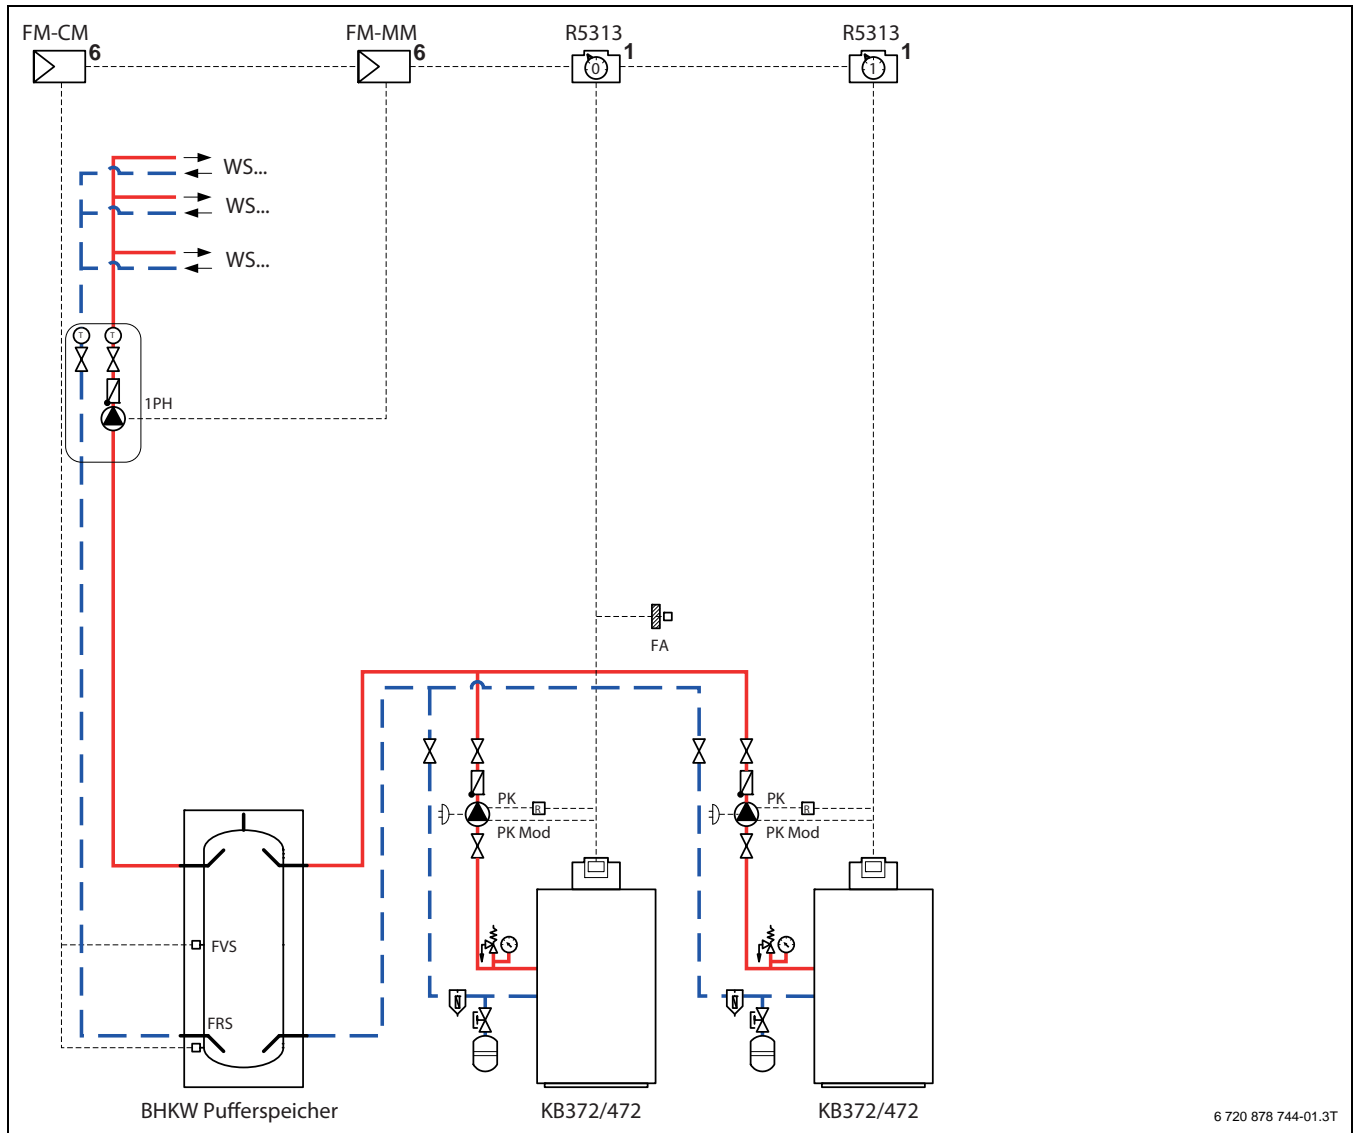 FM-CM
6
FM-MM
6
R5313
1
0
R5313
1
1
WS...
WS...
WS...
T
T
1PH
FA
PK
R
PK Mod
PK
R
PK Mod
FVS
FRS
BHKW Pufferspeicher
KB372/472
KB372/472
6 720 878 744-01.3T